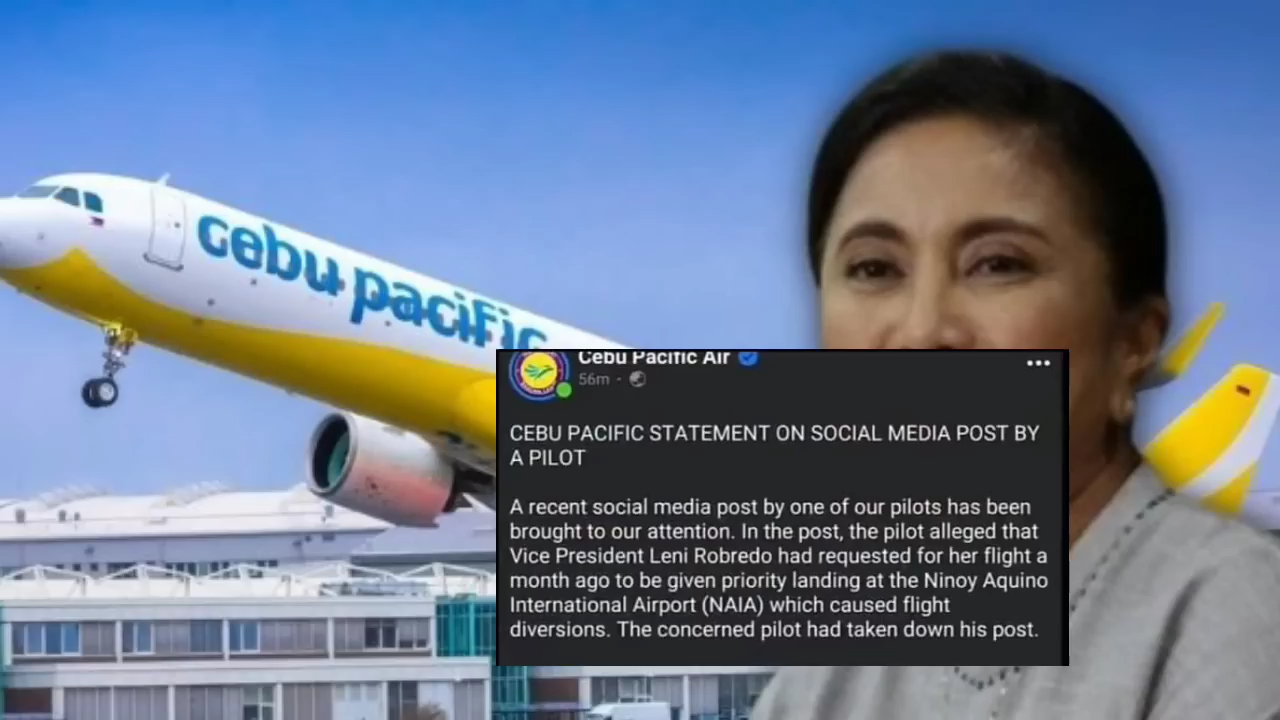 cebu pacific
Cebu Pacific Air
56m ·
CEBU PACIFIC STATEMENT ON SOCIAL MEDIA POST BY
A PILOT
A recent social media post by one of our pilots has been
brought to our attention. In the post, the pilot alleged that
Vice President Leni Robredo had requested for her flight a
month ago to be given priority landing at the Ninoy Aquino
International Airport (NAIA) which caused flight
diversions. The concerned pilot had taken down his post.